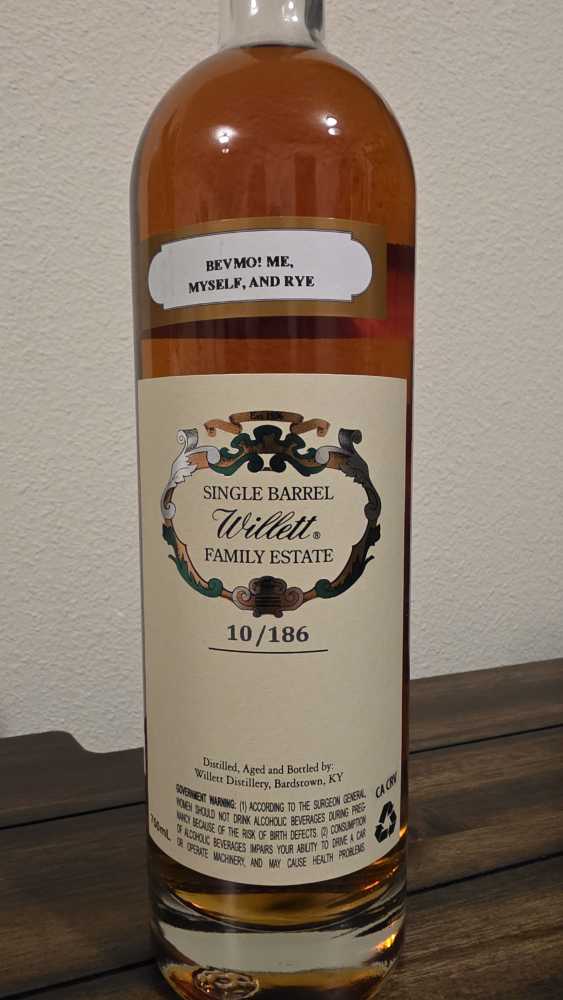 BEVMO! ME,
MYSELF, AND RYE
SINGLE BARREL
Willett®
FAMILY ESTATE
10/186
Distilled, Aged and Bottled by:
Willett Distillery, Bardstown, KY
GOVERNMENT WARNING: (1) ACCORDING TO THE SURGEON GENERAL
WOMEN SHOULD NOT DRINK ALCOHOLIC BEVERAGES DURING PREG-
NANCY BECAUSE OF THE RISK OF BIRTH DEFECTS. (2) CONSUMPTION
OF ALCOHOLIC BEVERAGES IMPAIRS YOUR ABILITY TO DRIVE A CAR
OR OPERATE MACHINERY, AND MAY CAUSE HEALTH PROBLEMS.
750mL
CA CRV